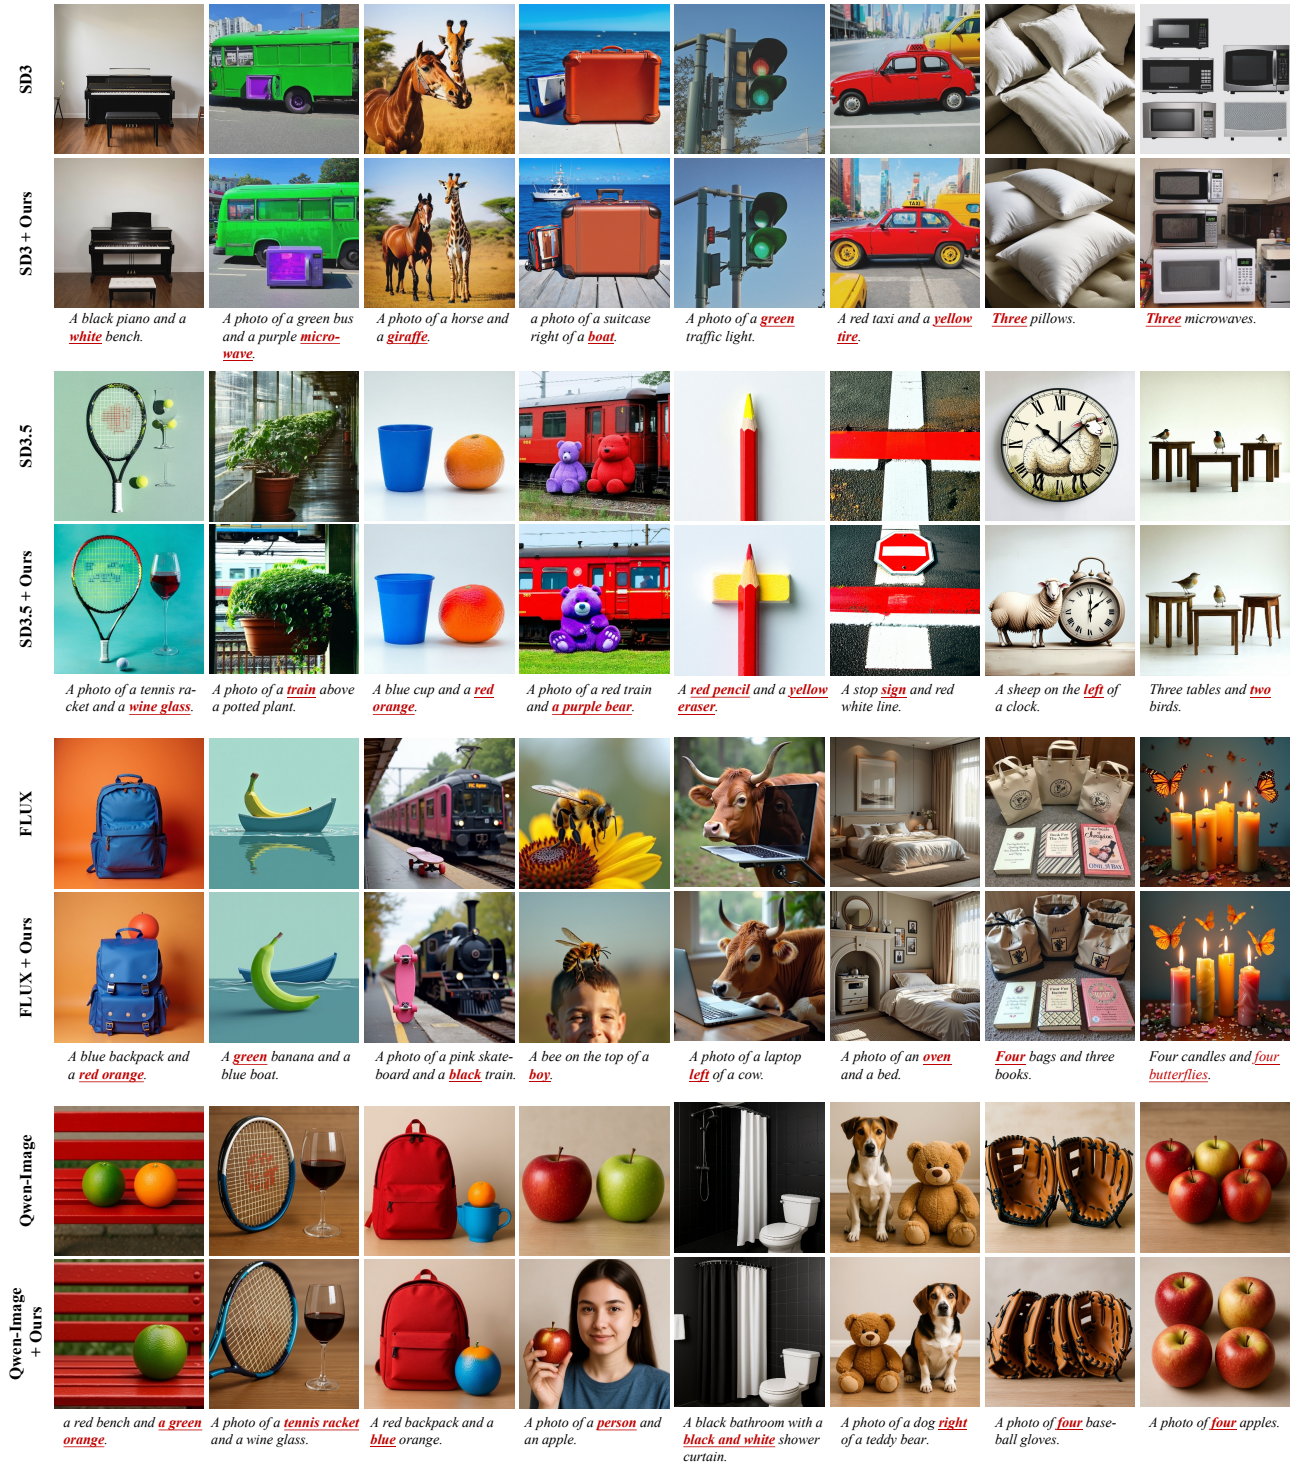 SD3
SD3 + Ours
A black piano and a
white bench.
A photo of a green bus
and a purple micro-
wave.
A photo of a horse and
a giraffe.
a photo of a suitcase
right of a boat.
A photo of a green
traffic light.
A red taxi and a yellow
tire.
Three pillows.
Three microwaves.
TAXI
SD3.5
SD3.5 + Ours
A photo of a tennis ra-
cket and a wine glass.
A photo of a train above
a potted plant.
A blue cup and a red
orange.
A photo of a red train
and a purple bear.
A red pencil and a yellow
eraser.
A stop sign and red
white line.
A sheep on the left of
a clock.
Three tables and two
birds.
FLUX
FLUX + Ours
A blue backpack and
a red orange.
A green banana and a
blue boat.
A photo of a pink skate-
board and a black train.
A bee on the top of a
boy.
A photo of a laptop
left of a cow.
A photo of an oven
and a bed.
Four bags and three
books.
Four candles and four
butterflies.
Qwen-Image
Qwen-Image
+ Ours
a red bench and a green
orange.
A photo of a tennis racket
and a wine glass.
A red backpack and a
blue orange.
A photo of a person and
an apple.
A black bathroom with a
black and white shower
curtain.
A photo of a dog right
of a teddy bear.
A photo of four base-
ball gloves.
A photo of four apples.